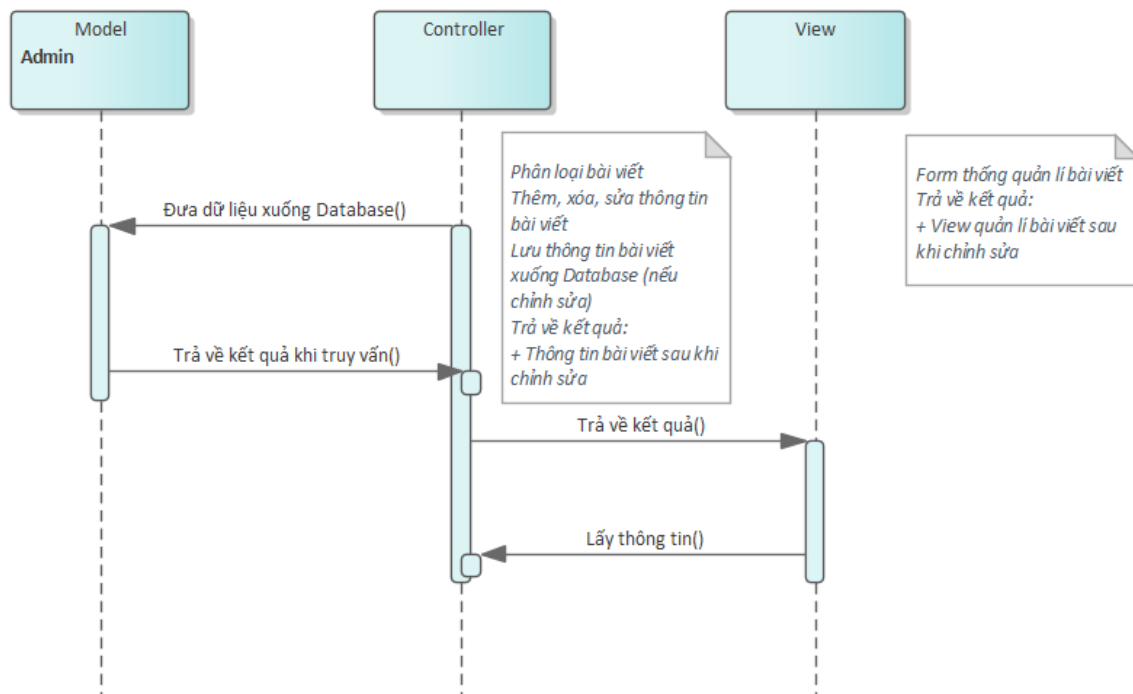 Model
Admin
Controller
View
Phân loại bài viết
Thêm, xóa, sửa thông tin
bài viết
Lưu thông tin bài viết
xuống Database (nếu
chỉnh sửa)
Trả về kết quả:
+ Thông tin bài viết sau khi
chỉnh sửa
Form thống quản lí bài viết
Trả về kết quả:
+ View quản lí bài viết sau
khi chỉnh sửa
Đưa dữ liệu xuống Database()
Trả về kết quả khi truy vấn()
Trả về kết quả()
Lấy thông tin()